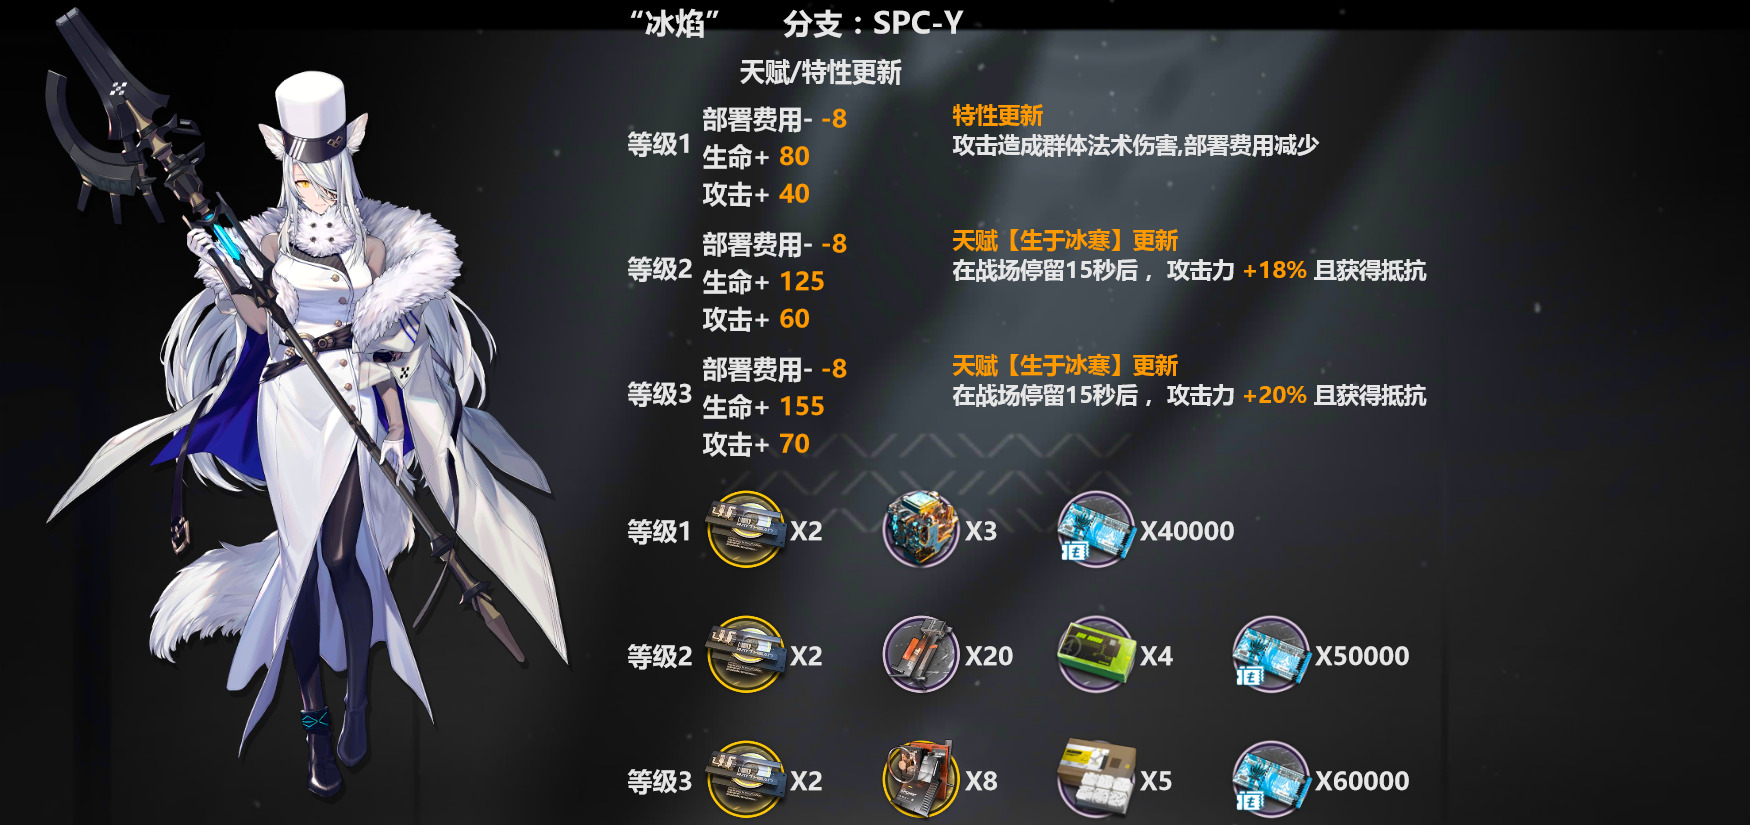 “冰焰” 分支：SPC-Y
天赋/特性更新
等级1
部署费用- -8
生命+ 80
攻击+ 40
特性更新
攻击造成群体法术伤害,部署费用减少
等级2
部署费用- -8
生命+ 125
攻击+ 60
天赋【生于冰寒】更新
在战场停留15秒后，攻击力 +18% 且获得抵抗
等级3
部署费用- -8
生命+ 155
攻击+ 70
天赋【生于冰寒】更新
在战场停留15秒后，攻击力 +20% 且获得抵抗
等级1 X2 X3 X40000
等级2 X2 X20 X4 X50000
等级3 X2 X8 X5 X60000